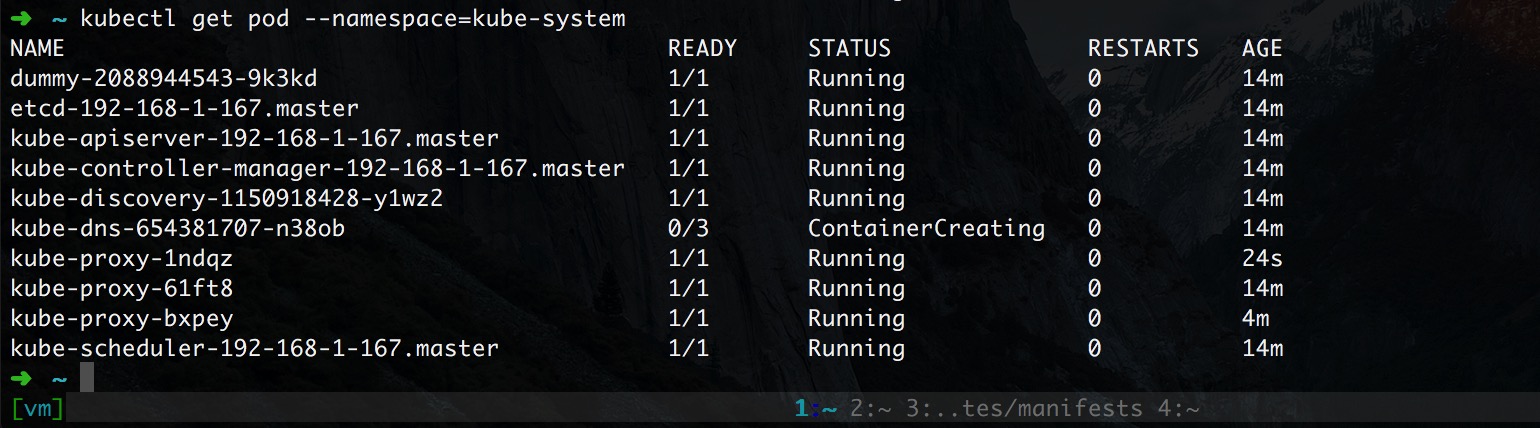 ➜ ~ kubectl get pod --namespace=kube-system
NAME READY STATUS RESTARTS AGE
dummy-2088944543-9k3kd 1/1 Running 0 14m
etcd-192-168-1-167.master 1/1 Running 0 14m
kube-apiserver-192-168-1-167.master 1/1 Running 0 14m
kube-controller-manager-192-168-1-167.master 1/1 Running 0 14m
kube-discovery-1150918428-y1wz2 1/1 Running 0 14m
kube-dns-654381707-n38ob 0/3 ContainerCreating 0 14m
kube-proxy-1ndqz 1/1 Running 0 24s
kube-proxy-61ft8 1/1 Running 0 14m
kube-proxy-bxpey 1/1 Running 0 4m
kube-scheduler-192-168-1-167.master 1/1 Running 0 14m
➜ ~
[vm] 1:~ 2:~ 3:..tes/manifests 4:~